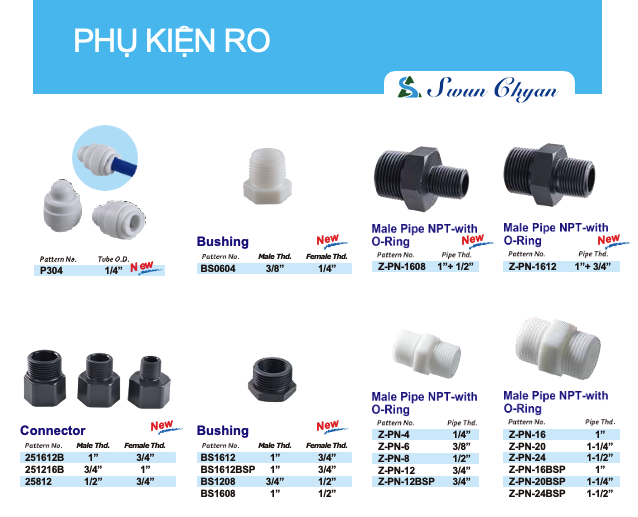 PHỤ KIỆN RO
Swan Chyan
Pattern No. Tube O.D.
P304 1/4” New
Bushing New
Pattern No. Male Thd. Female Thd.
BS0604 3/8” 1/4”
Male Pipe NPT-with
O-Ring New
Pattern No. Pipe Thd.
Z-PN-1608 1”+ 1/2”
Male Pipe NPT-with
O-Ring New
Pattern No. Pipe Thd.
Z-PN-1612 1”+ 3/4”
Connector New
Pattern No. Male Thd. Female Thd.
251612B 1” 3/4”
251216B 3/4” 1”
25812 1/2” 3/4”
Bushing New
Pattern No. Male Thd. Female Thd.
BS1612 1” 3/4”
BS1612BSP 1” 3/4”
BS1208 3/4” 1/2”
BS1608 1” 1/2”
Male Pipe NPT-with
O-Ring
Pattern No. Pipe Thd.
Z-PN-4 1/4”
Z-PN-6 3/8”
Z-PN-8 1/2”
Z-PN-12 3/4”
Z-PN-12BSP 3/4”
Male Pipe NPT-with
O-Ring
Pattern No. Pipe Thd.
Z-PN-16 1”
Z-PN-20 1-1/4”
Z-PN-24 1-1/2”
Z-PN-16BSP 1”
Z-PN-20BSP 1-1/4”
Z-PN-24BSP 1-1/2”